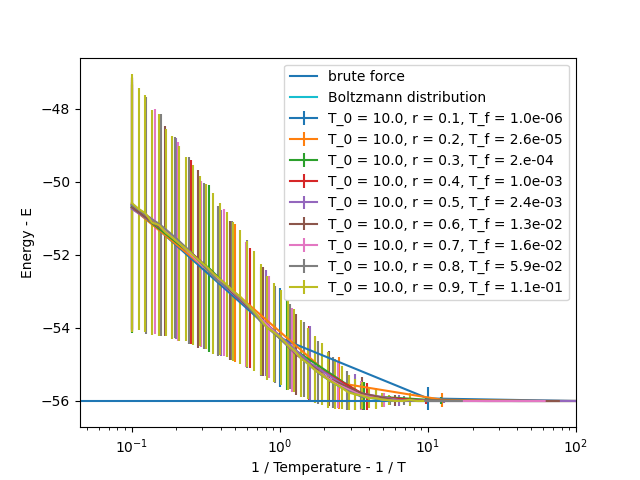 brute force
Boltzmann distribution
T_0 = 10.0, r = 0.1, T_f = 1.0e-06
T_0 = 10.0, r = 0.2, T_f = 2.6e-05
T_0 = 10.0, r = 0.3, T_f = 2.e-04
T_0 = 10.0, r = 0.4, T_f = 1.0e-03
T_0 = 10.0, r = 0.5, T_f = 2.4e-03
T_0 = 10.0, r = 0.6, T_f = 1.3e-02
T_0 = 10.0, r = 0.7, T_f = 1.6e-02
T_0 = 10.0, r = 0.8, T_f = 5.9e-02
T_0 = 10.0, r = 0.9, T_f = 1.1e-01
Energy - E
−48
−50
−52
−54
−56
10⁻¹ 10⁰ 10¹ 10²
1 / Temperature - 1 / T